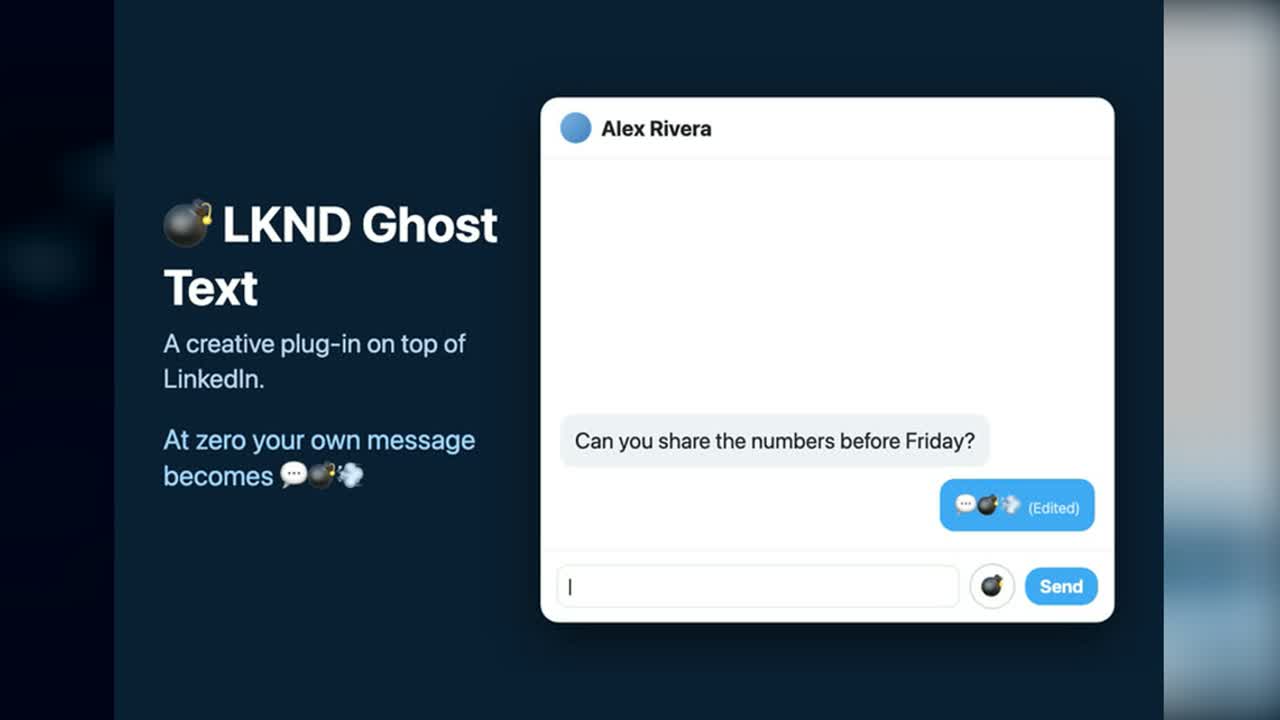 💣 LKND Ghost
Text
A creative plug-in on top of
LinkedIn.
At zero your own message
becomes 💬💣💨
Alex Rivera
Can you share the numbers before Friday?
💬💣💨 (Edited)
Send